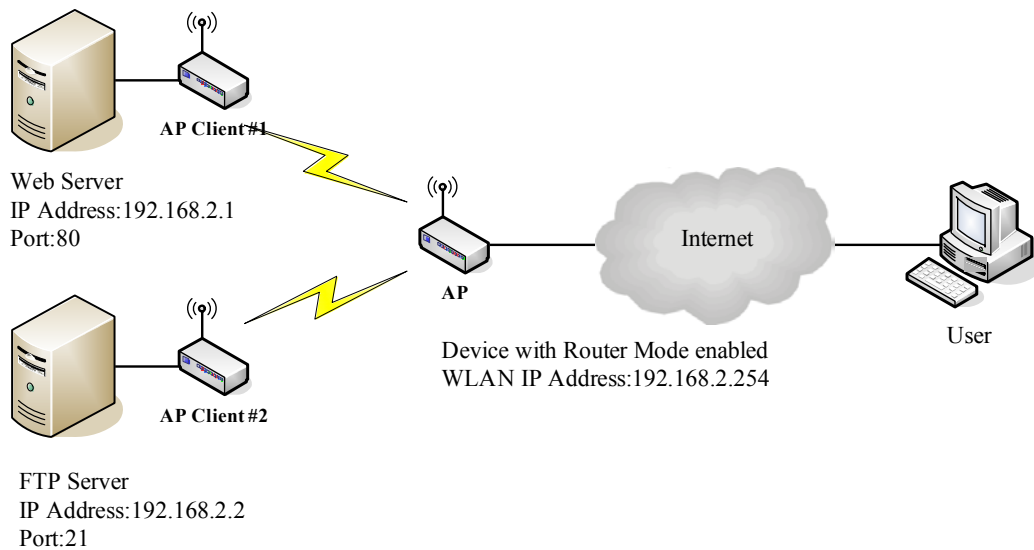 AP Client #1
Web Server
IP Address:192.168.2.1
Port:80
AP
Internet
User
Device with Router Mode enabled
WLAN IP Address:192.168.2.254
AP Client #2
FTP Server
IP Address:192.168.2.2
Port:21